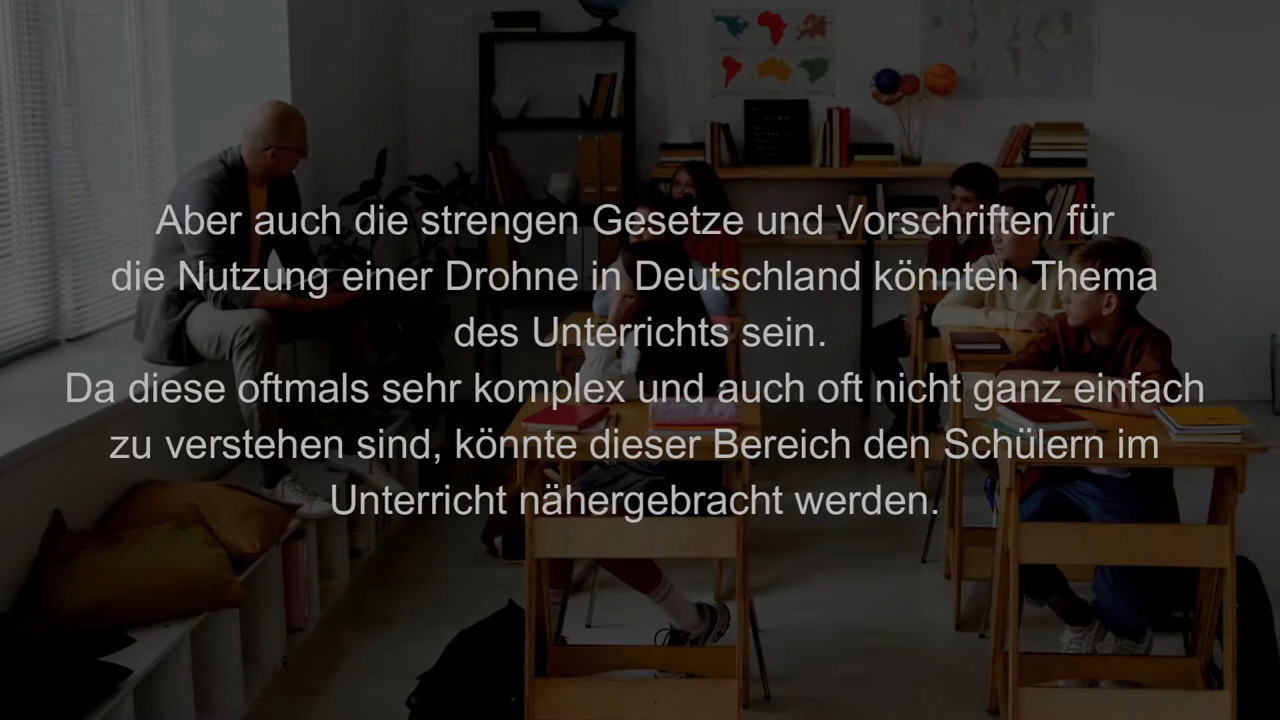 Aber auch die strengen Gesetze und Vorschriften für
die Nutzung einer Drohne in Deutschland könnten Thema
des Unterrichts sein.
Da diese oftmals sehr komplex und auch oft nicht ganz einfach
zu verstehen sind, könnte dieser Bereich den Schülern im
Unterricht nähergebracht werden.